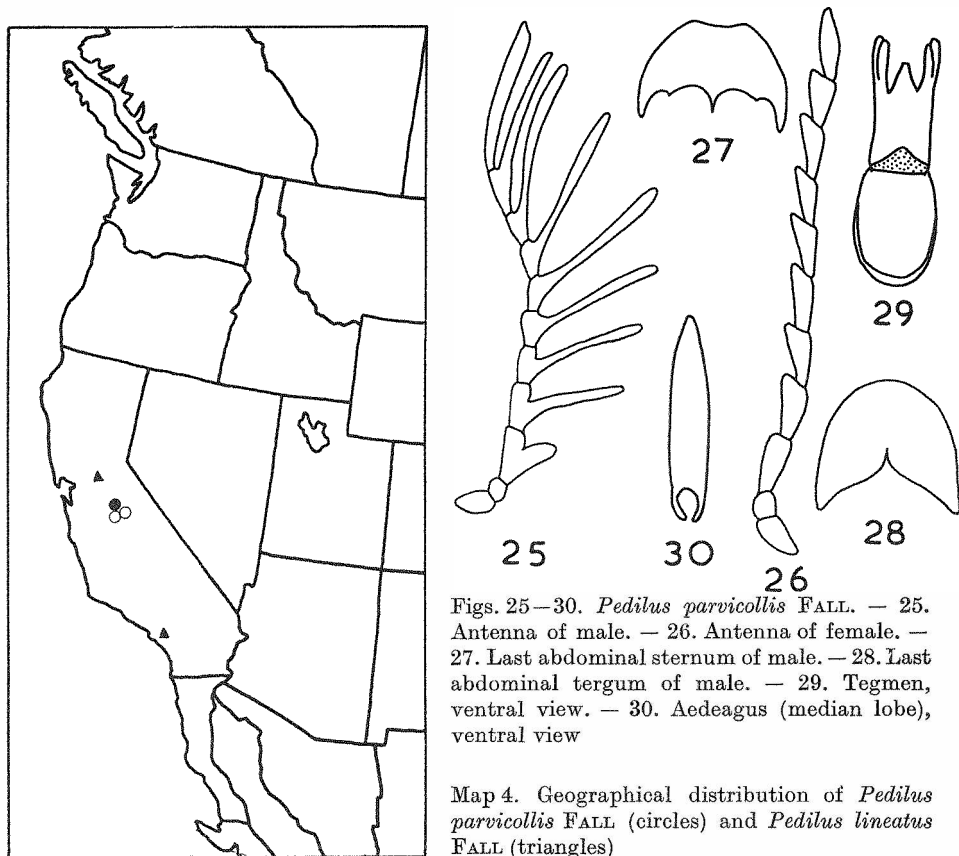 27
29
25
30
26
28
Figs. 25—30. Pedilus parvicollis FALL. — 25.
Antenna of male. — 26. Antenna of female. —
27. Last abdominal sternum of male. — 28. Last
abdominal tergum of male. — 29. Tegmen,
ventral view. — 30. Aedeagus (median lobe),
ventral view
Map 4. Geographical distribution of Pedilus
parvicollis FALL (circles) and Pedilus lineatus
FALL (triangles)